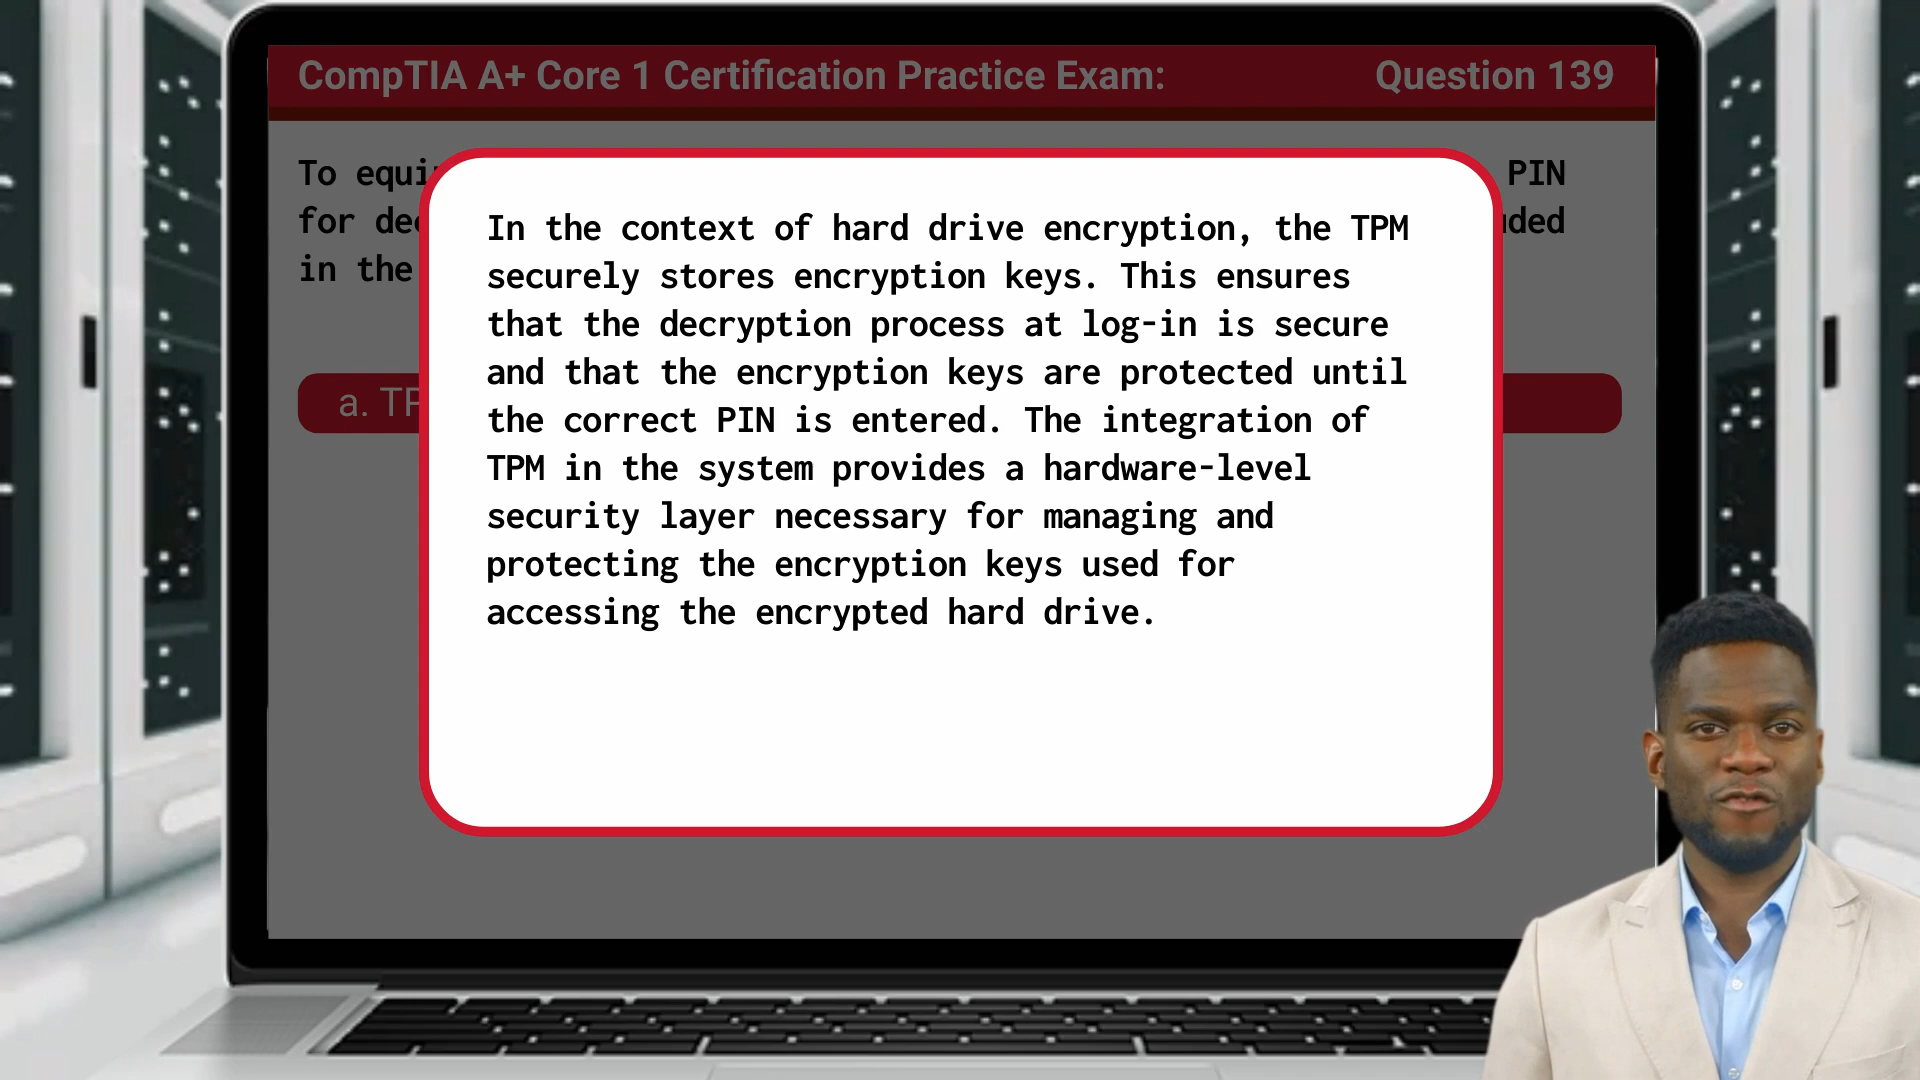 CompTIA A+ Core 1 Certification Practice Exam: Question 139
To PIN
for
in the
a.
In the context of hard drive encryption, the TPM
securely stores encryption keys. This ensures
that the decryption process at log-in is secure
and that the encryption keys are protected until
the correct PIN is entered. The integration of
TPM in the system provides a hardware-level
security layer necessary for managing and
protecting the encryption keys used for
accessing the encrypted hard drive.